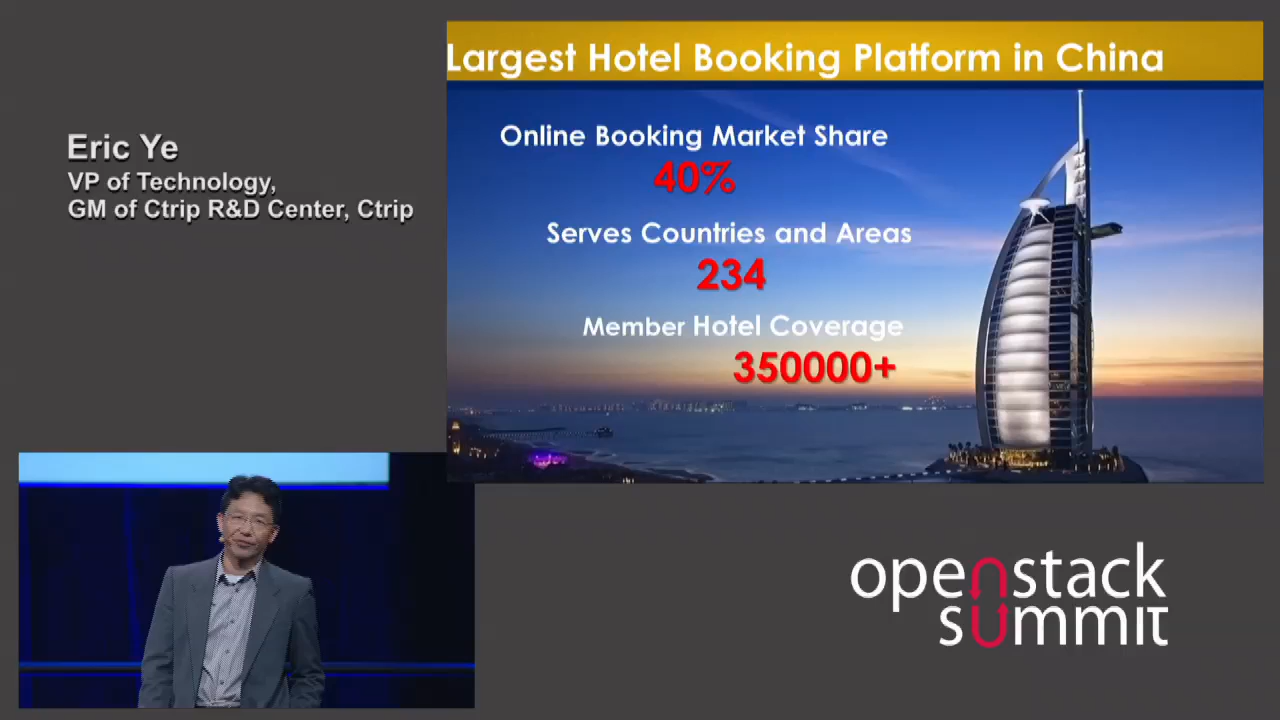 Largest Hotel Booking Platform in China
Eric Ye
VP of Technology,
GM of Ctrip R&D Center, Ctrip
Online Booking Market Share
40%
Serves Countries and Areas
234
Member Hotel Coverage
350000+
openstack
summit